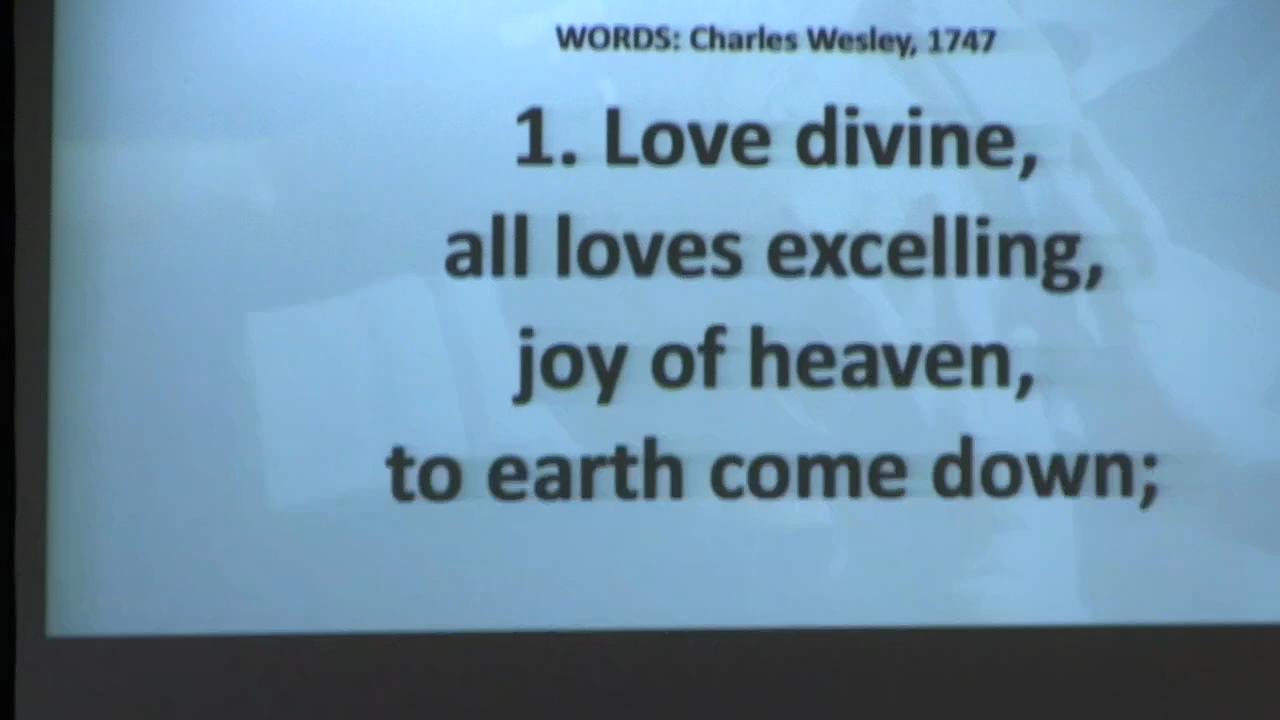 WORDS: Charles Wesley, 1747
1. Love divine,
all loves excelling,
joy of heaven,
to earth come down;